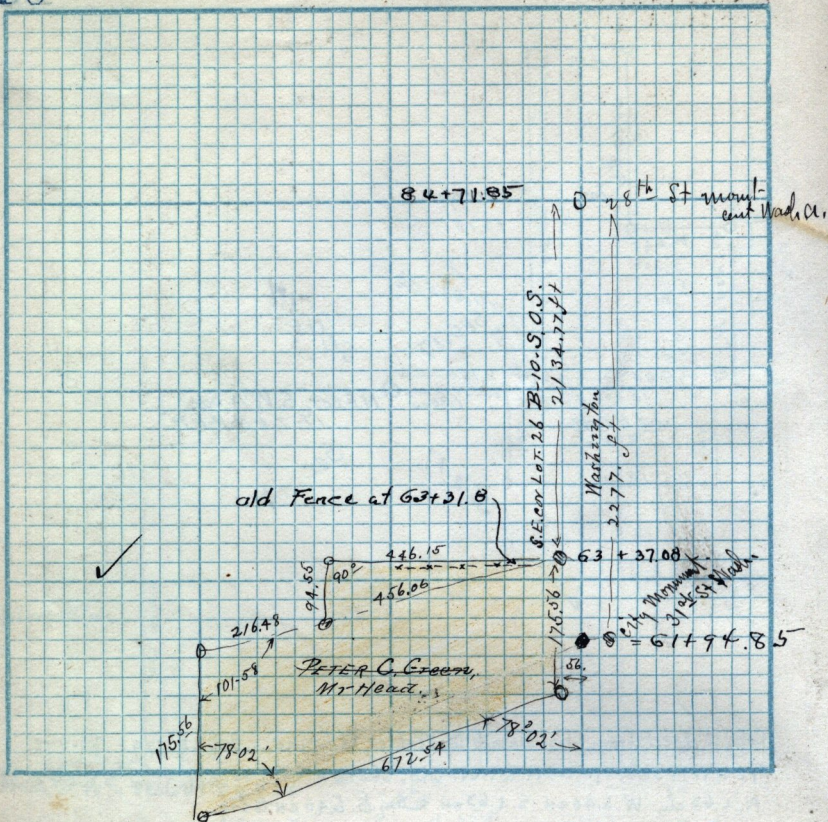 84+71.85
28th St Monmt
cent Wash a.
S.E. cor Lot. 26 B-10-S.O.S.
2134.77 ft
Washington
2277. ft
old Fence at 63+31.8
446.15
63 + 37.08
94.55
90°
456.06
175.56
City Monument
31st St & Wash.
= 61+94.85
216.48
56.
101-58
PETER C. Green,
Mr Head.
175.56
78-02'
78°02'
672.54